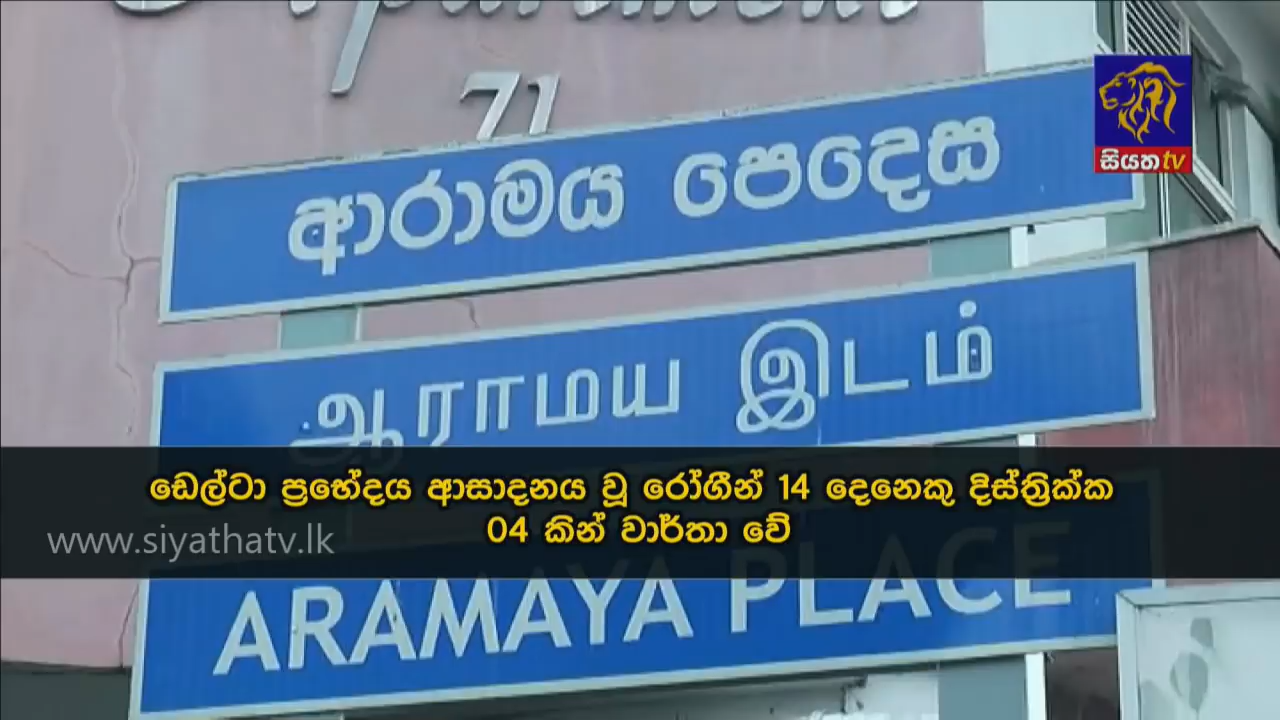 71
සියත tv
ආරාමය පෙදෙස
ஆராமய இடம்
ඩෙල්ටා ප්‍රභේදය ආසාදනය වූ රෝගීන් 14 දෙනෙකු දිස්ත්‍රික්ක
04 කින් වාර්තා වේ
www.siyathatv.lk
ARAMAYA PLACE